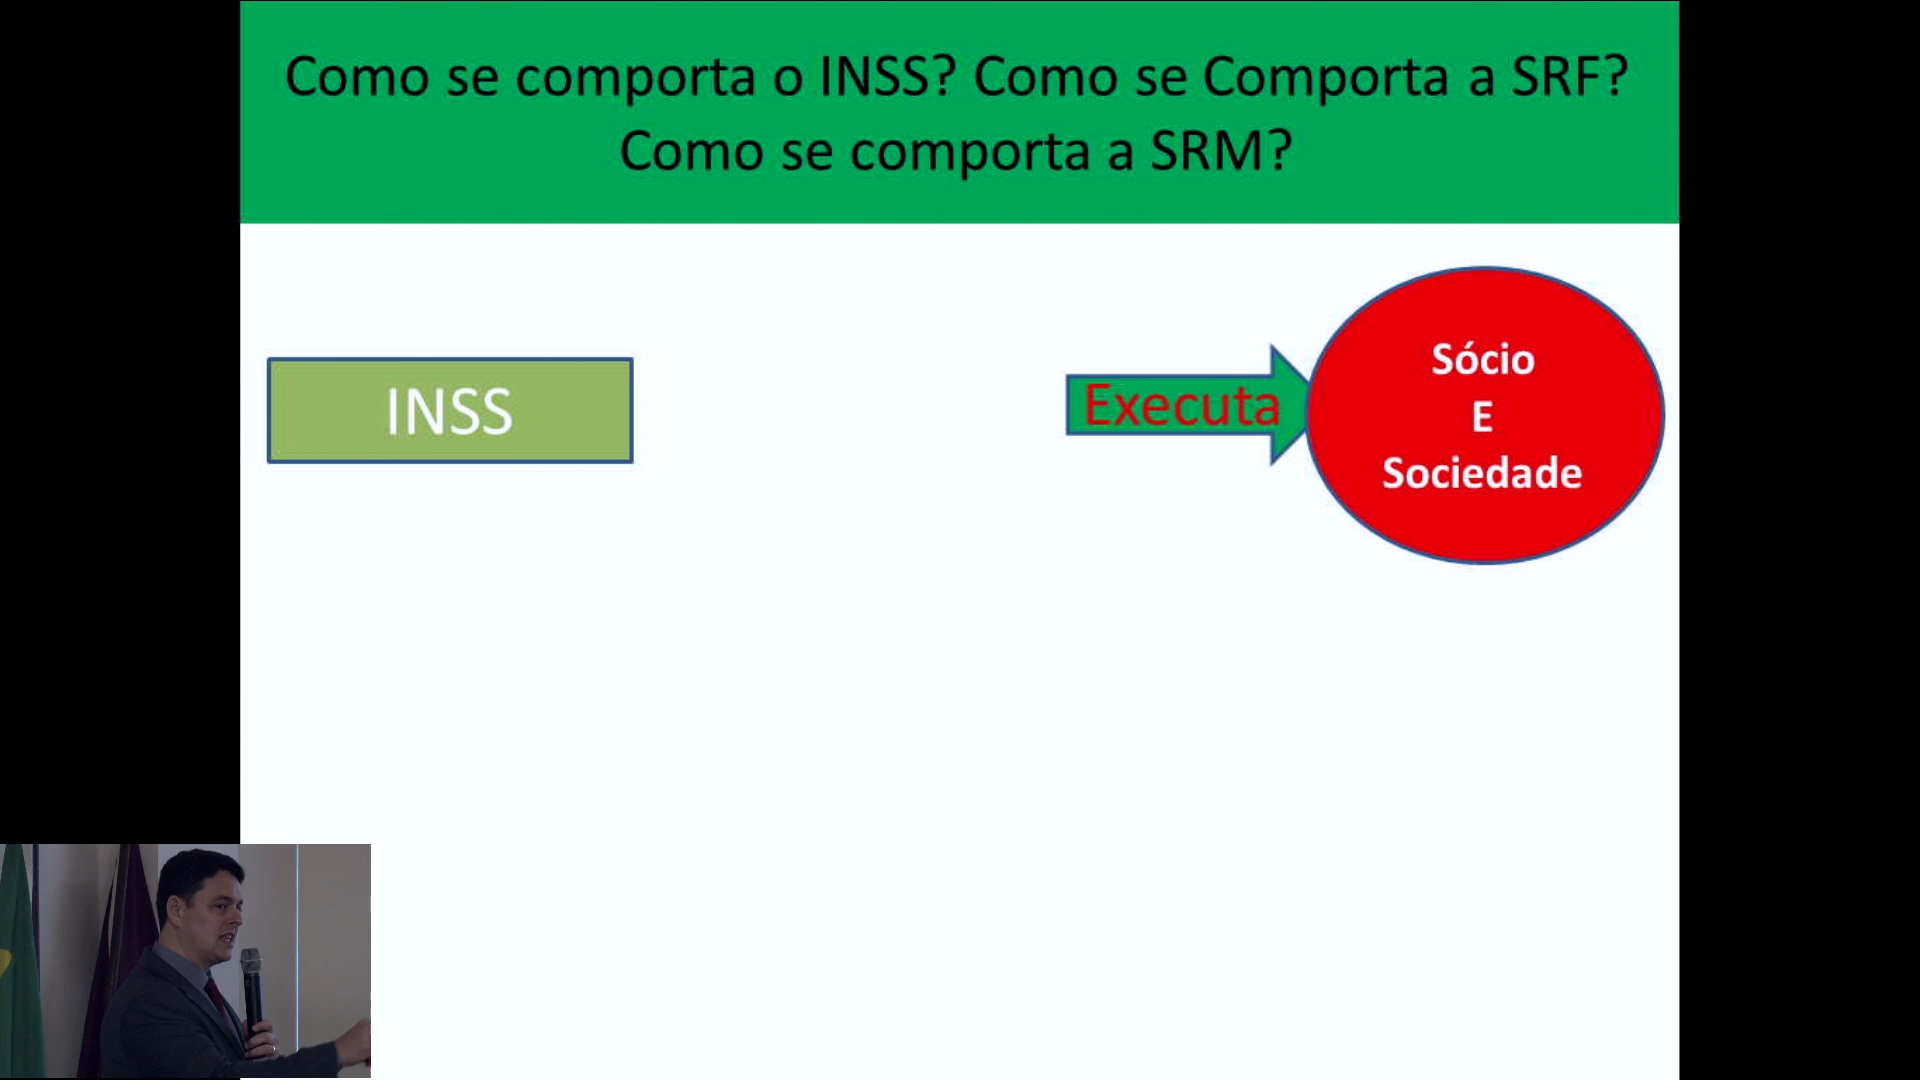 Como se comporta o INSS? Como se Comporta a SRF?
Como se comporta a SRM?
INSS
Executa
Sócio
E
Sociedade